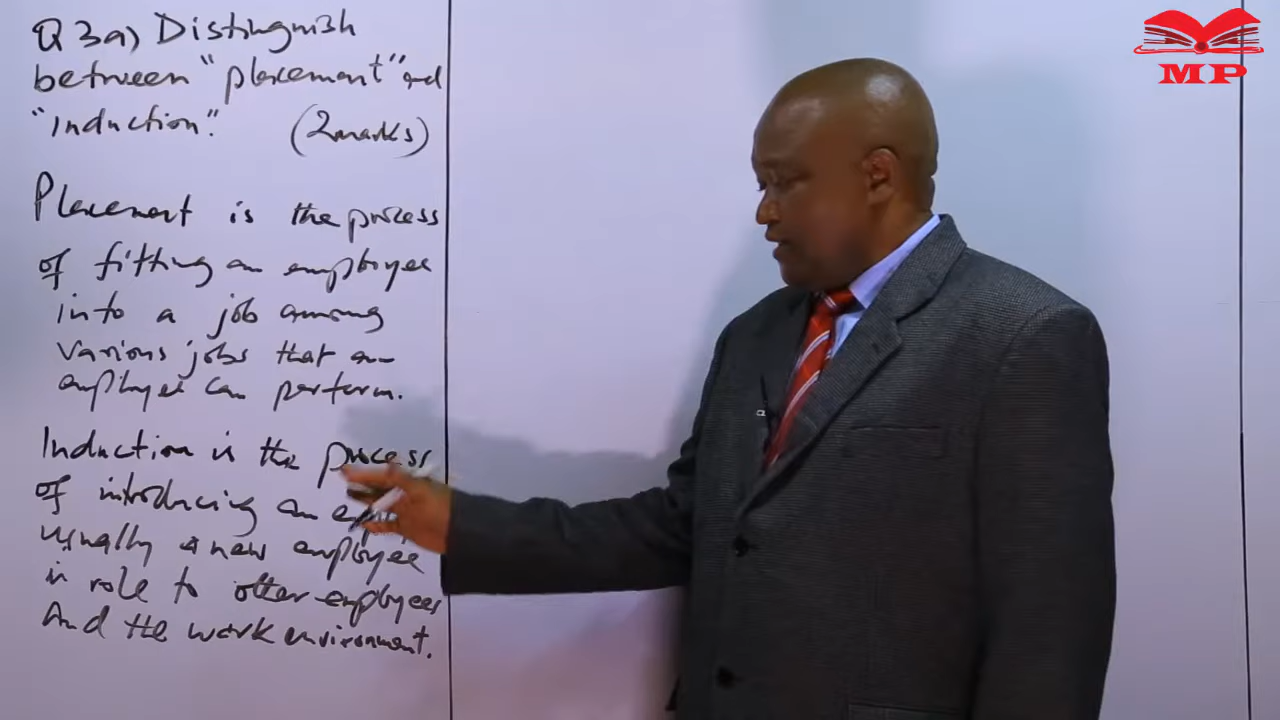 Q 3a) Distinguish
between "placement" and
"induction". (2marks)
Placement is the process
of fitting an employee
into a job among
various jobs that an
employee can perform.
Induction is the process
of introducing an
usually a new employee
in role to other employees
And the work environment.
MP